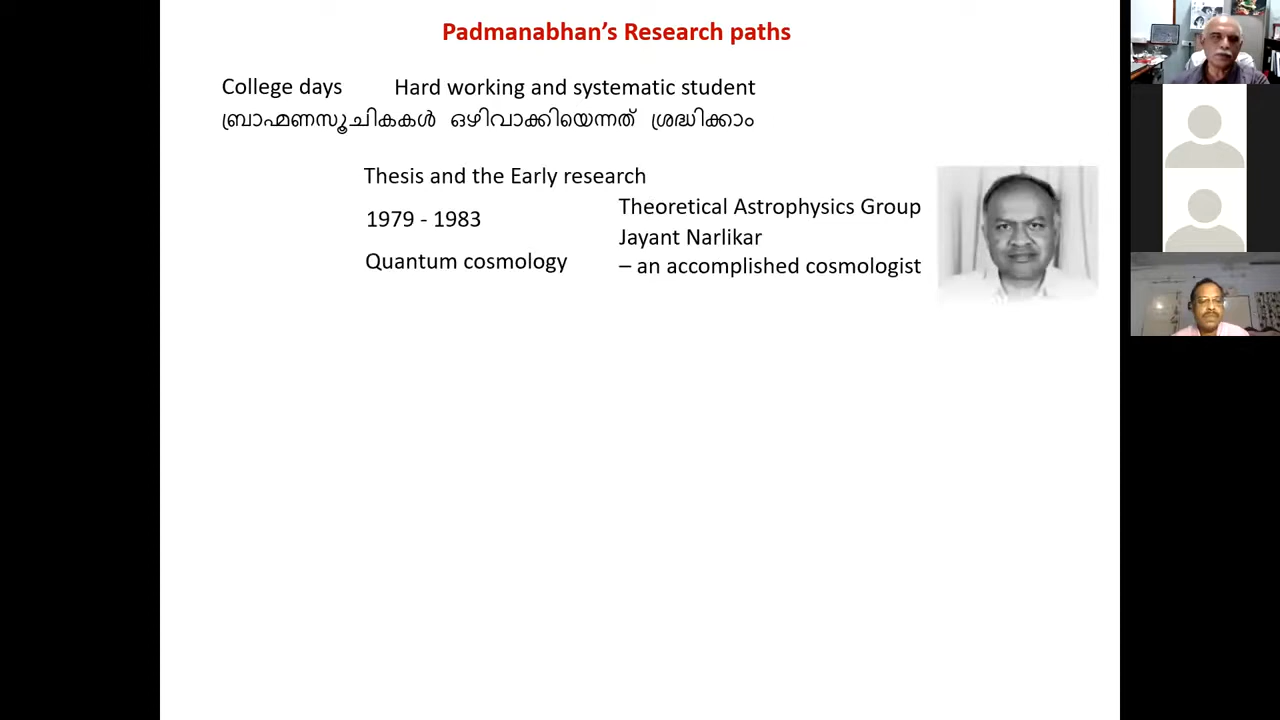 Padmanabhan’s Research paths
College days Hard working and systematic student
ബ്രാഹ്മണസൂചികകൾ ഒഴിവാക്കിയെന്നത് ശ്രദ്ധിക്കാം
Thesis and the Early research
1979 - 1983
Quantum cosmology
Theoretical Astrophysics Group
Jayant Narlikar
– an accomplished cosmologist